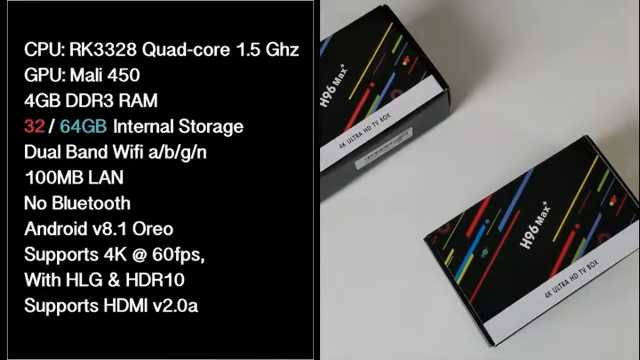 CPU: RK3328 Quad-core 1.5 Ghz
GPU: Mali 450
4GB DDR3 RAM
32 / 64GB Internal Storage
Dual Band Wifi a/b/g/n
100MB LAN
No Bluetooth
Android v8.1 Oreo
Supports 4K @ 60fps,
With HLG & HDR10
Supports HDMI v2.0a
H96 Max+
4K ULTRA HD TV BOX
H96 Max+
4K ULTRA HD TV BOX